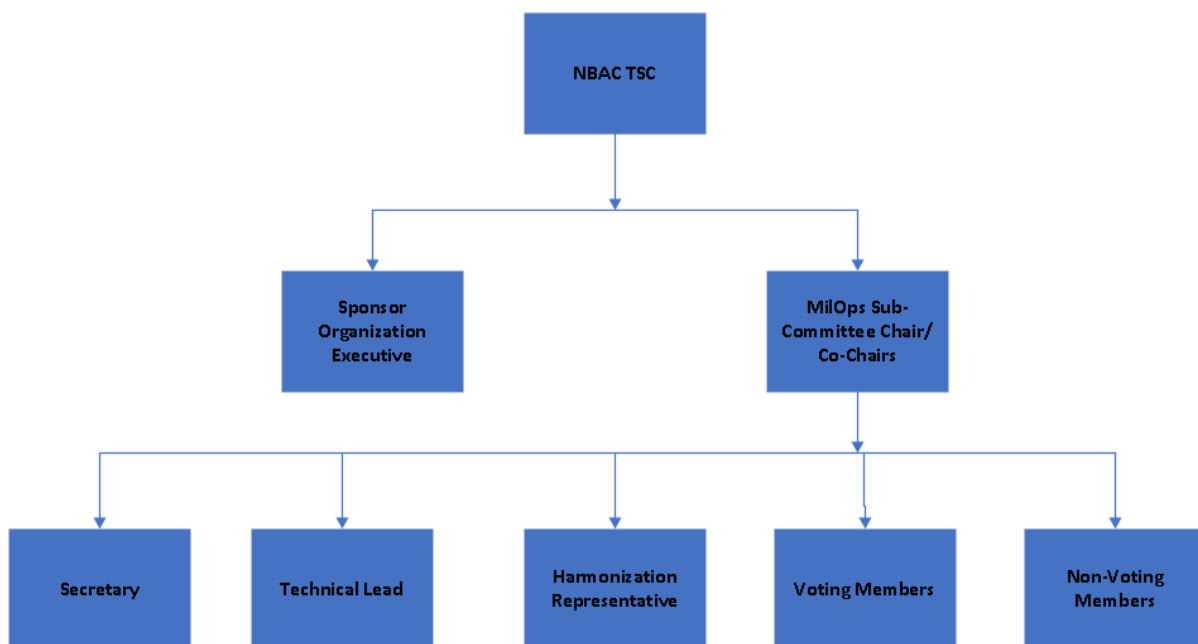 NBAC TSC
Sponsor
Organization
Executive
MilOps Sub-
Committee Chair/
Co-Chairs
Secretary
Technical Lead
Harmonization
Representative
Voting Members
Non-Voting
Members